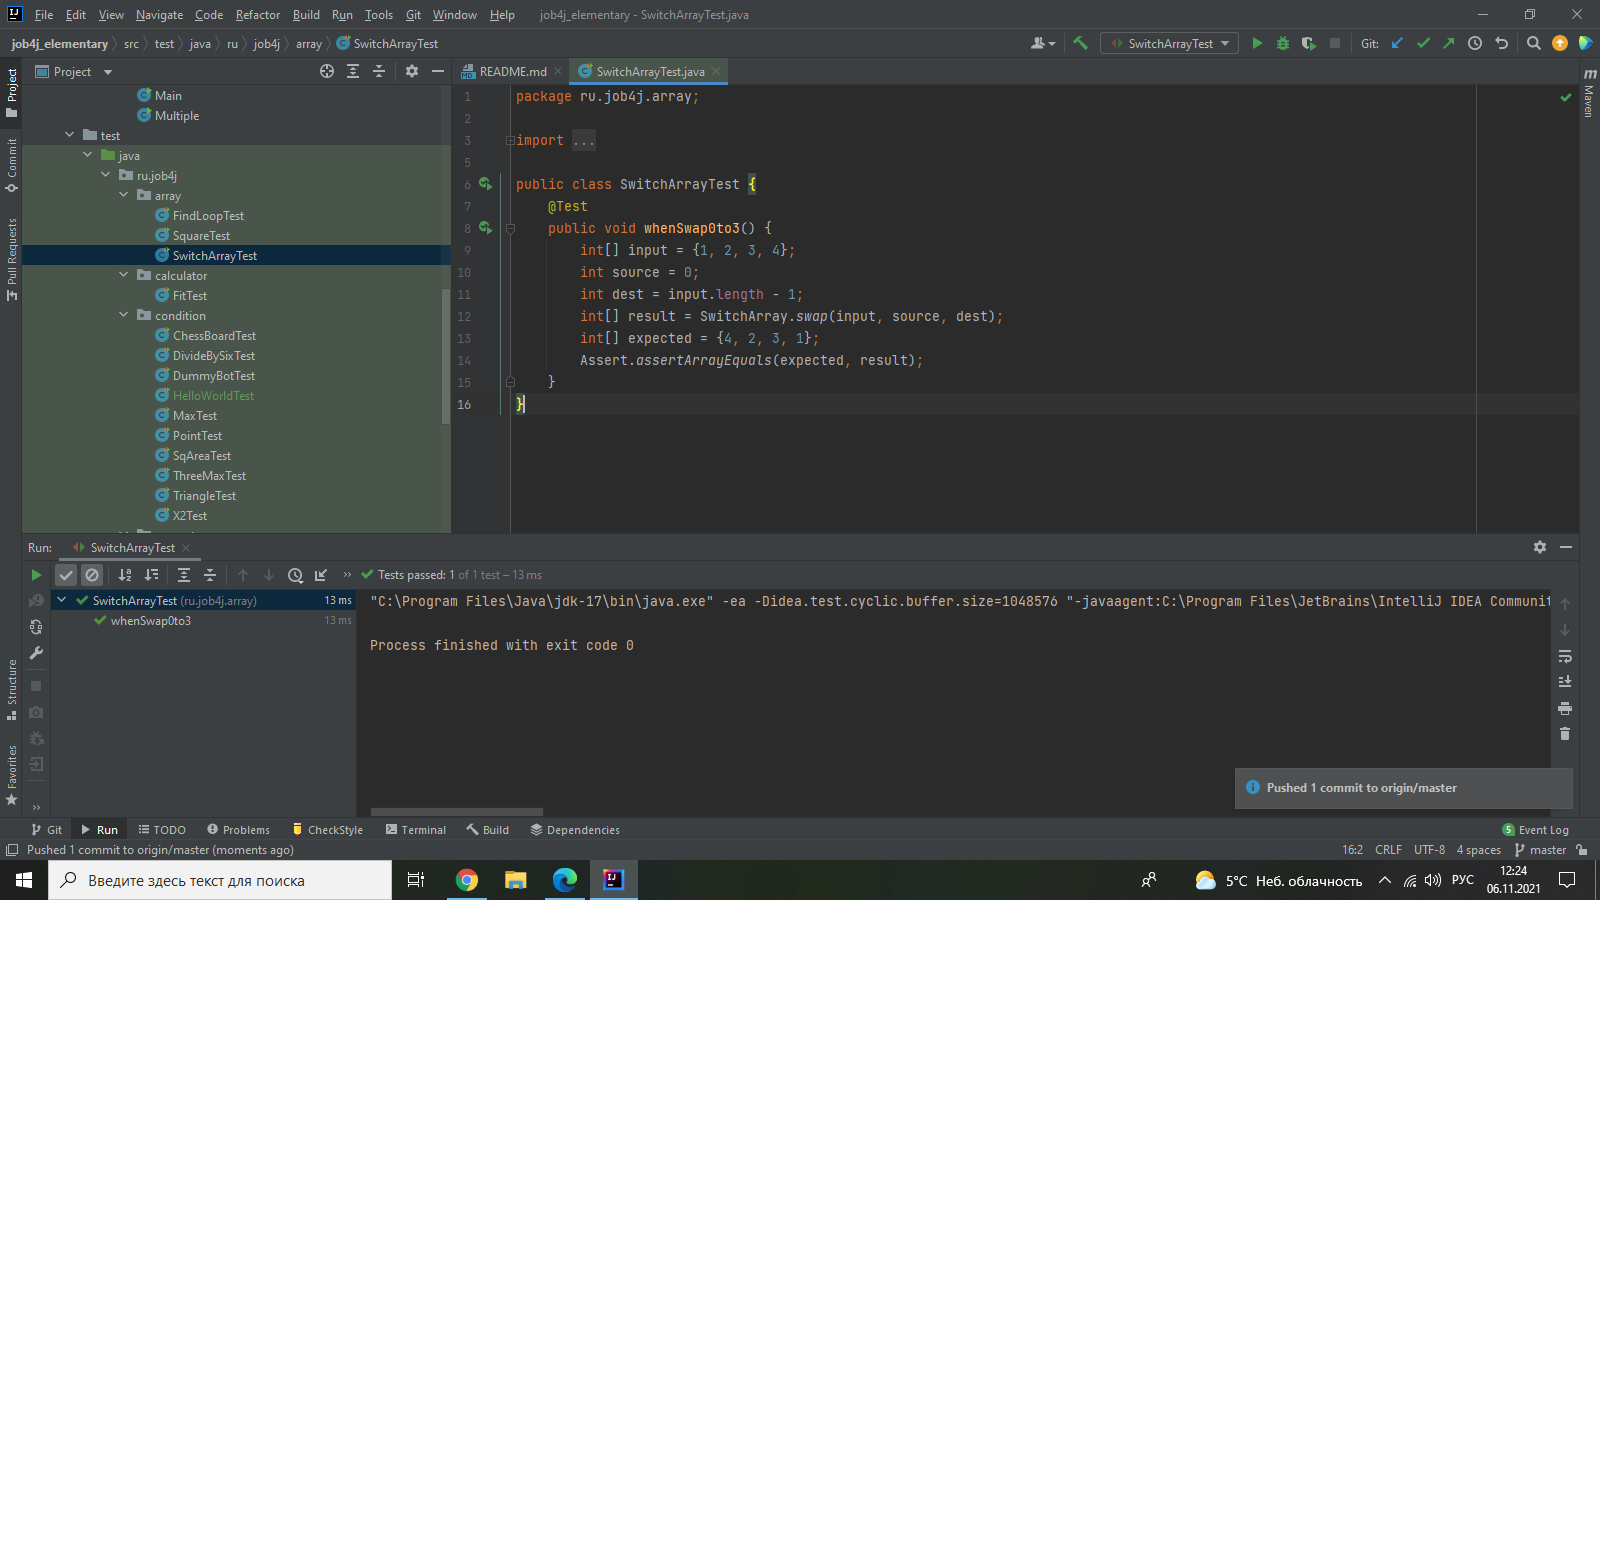 File Edit View Navigate Code Refactor Build Run Tools Git Window Help job4j_elementary - SwitchArrayTest.java
job4j_elementary src test java ru job4j array SwitchArrayTest
SwitchArrayTest
Git:
Project
README.md
SwitchArrayTest.java
Project
Commit
Pull Requests
Structure
Favorites
Maven
Main
Multiple
test
java
ru.job4j
array
FindLoopTest
SquareTest
SwitchArrayTest
calculator
FitTest
condition
ChessBoardTest
DivideBySixTest
DummyBotTest
HelloWorldTest
MaxTest
PointTest
SqAreaTest
ThreeMaxTest
TriangleTest
X2Test
1 package ru.job4j.array;
2
3 import ...
5
6 public class SwitchArrayTest {
7 @Test
8 public void whenSwap0to3() {
9 int[] input = {1, 2, 3, 4};
10 int source = 0;
11 int dest = input.length - 1;
12 int[] result = SwitchArray.swap(input, source, dest);
13 int[] expected = {4, 2, 3, 1};
14 Assert.assertArrayEquals(expected, result);
15 }
16 }
Run: SwitchArrayTest
Tests passed: 1 of 1 test – 13 ms
SwitchArrayTest (ru.job4j.array) 13 ms
whenSwap0to3 13 ms
"C:\Program Files\Java\jdk-17\bin\java.exe" -ea -Didea.test.cyclic.buffer.size=1048576 "-javaagent:C:\Program Files\JetBrains\IntelliJ IDEA Communit
Process finished with exit code 0
Pushed 1 commit to origin/master
Git Run TODO Problems CheckStyle Terminal Build Dependencies
5 Event Log
Pushed 1 commit to origin/master (moments ago)
16:2 CRLF UTF-8 4 spaces master
Введите здесь текст для поиска
5°C Неб. облачность
РУС
12:24
06.11.2021